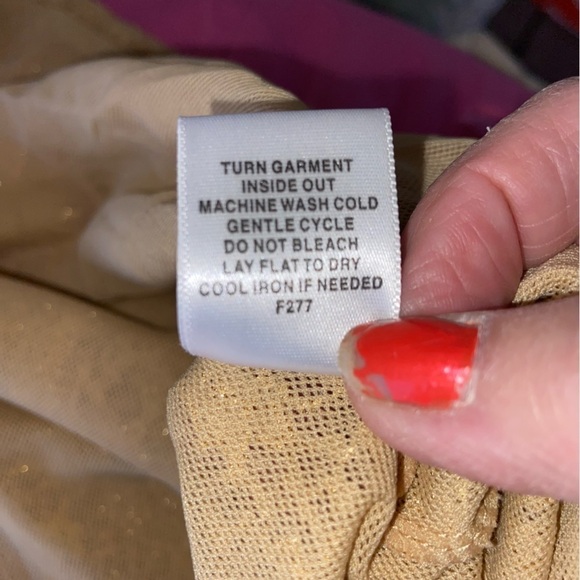 TURN GARMENT
INSIDE OUT
MACHINE WASH COLD
GENTLE CYCLE
DO NOT BLEACH
LAY FLAT TO DRY
COOL IRON IF NEEDED
F277